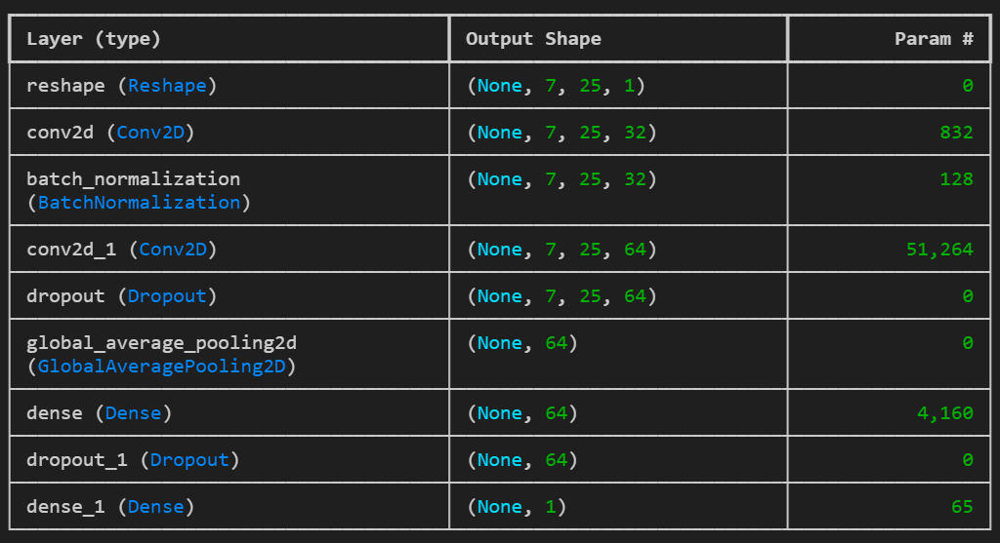 Layer (type) Output Shape Param #
reshape (Reshape) (None, 7, 25, 1) 0
conv2d (Conv2D) (None, 7, 25, 32) 832
batch_normalization (None, 7, 25, 32) 128
(BatchNormalization)
conv2d_1 (Conv2D) (None, 7, 25, 64) 51,264
dropout (Dropout) (None, 7, 25, 64) 0
global_average_pooling2d (None, 64) 0
(GlobalAveragePooling2D)
dense (Dense) (None, 64) 4,160
dropout_1 (Dropout) (None, 64) 0
dense_1 (Dense) (None, 1) 65